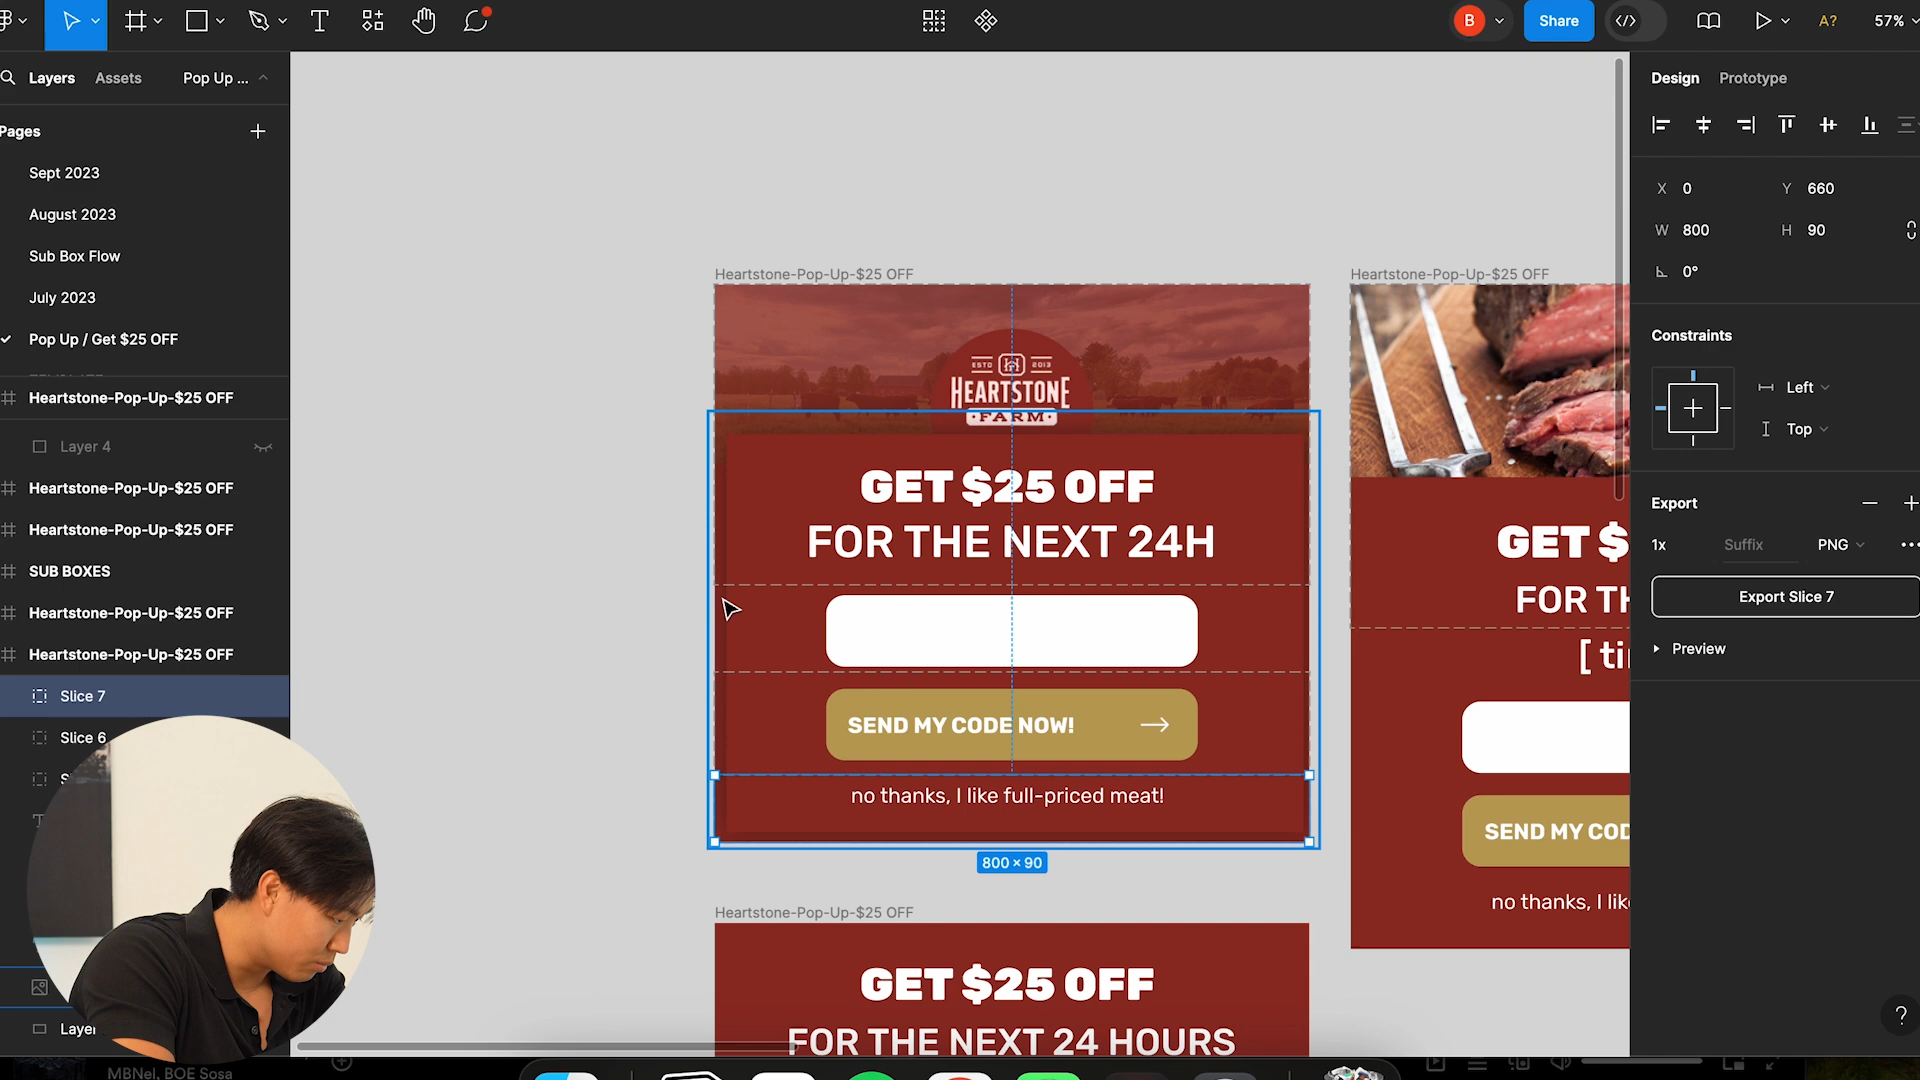 B
Share
A?
57%
Layers
Assets
Pop Up ...
Pages
Sept 2023
August 2023
Sub Box Flow
July 2023
Pop Up / Get $25 OFF
Heartstone-Pop-Up-$25 OFF
Layer 4
Heartstone-Pop-Up-$25 OFF
Heartstone-Pop-Up-$25 OFF
SUB BOXES
Heartstone-Pop-Up-$25 OFF
Heartstone-Pop-Up-$25 OFF
Slice 7
Slice 6
MBNel, BOE Sosa
Heartstone-Pop-Up-$25 OFF
ESTD H 2013
HEARTSTONE
FARM
GET $25 OFF
FOR THE NEXT 24H
SEND MY CODE NOW!
no thanks, I like full-priced meat!
800 × 90
Heartstone-Pop-Up-$25 OFF
GET $25 OFF
FOR THE NEXT 24 HOURS
Heartstone-Pop-Up-$25 OFF
GET $
FOR TH
[ ti
SEND MY COD
no thanks, I lik
Design
Prototype
X 0
Y 660
W 800
H 90
0°
Constraints
Left
Top
Export
1x
Suffix
PNG
Export Slice 7
Preview
?